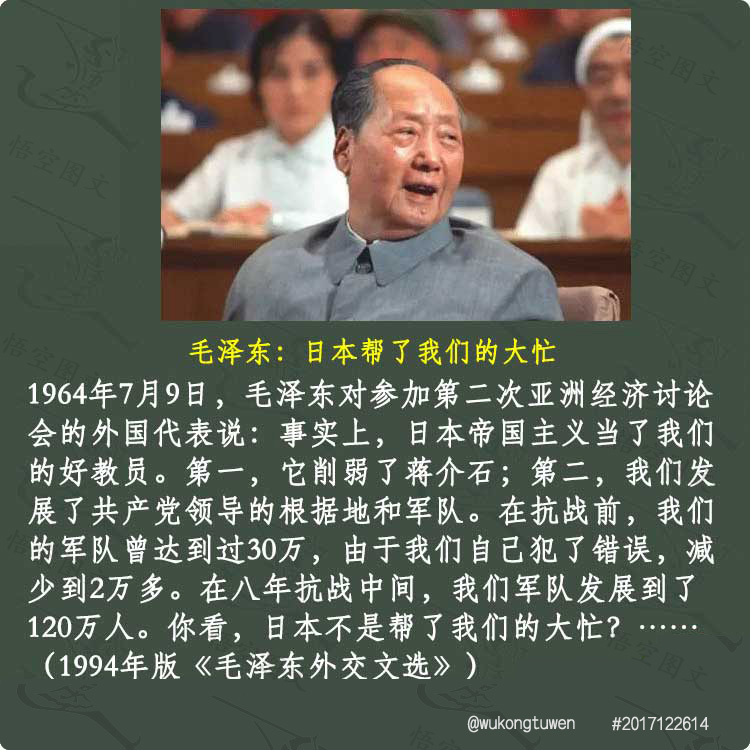 毛泽东：日本帮了我们的大忙
1964年7月9日，毛泽东对参加第二次亚洲经济讨论
会的外国代表说：事实上，日本帝国主义当了我们
的好教员。第一，它削弱了蒋介石；第二，我们发
展了共产党领导的根据地和军队。在抗战前，我们
的军队曾达到过30万，由于我们自己犯了错误，减
少到2万多。在八年抗战中间，我们军队发展到了
120万人。你看，日本不是帮了我们的大忙？……
（1994年版《毛泽东外交文选》）
@wukongtuwen #2017122614
悟空图文